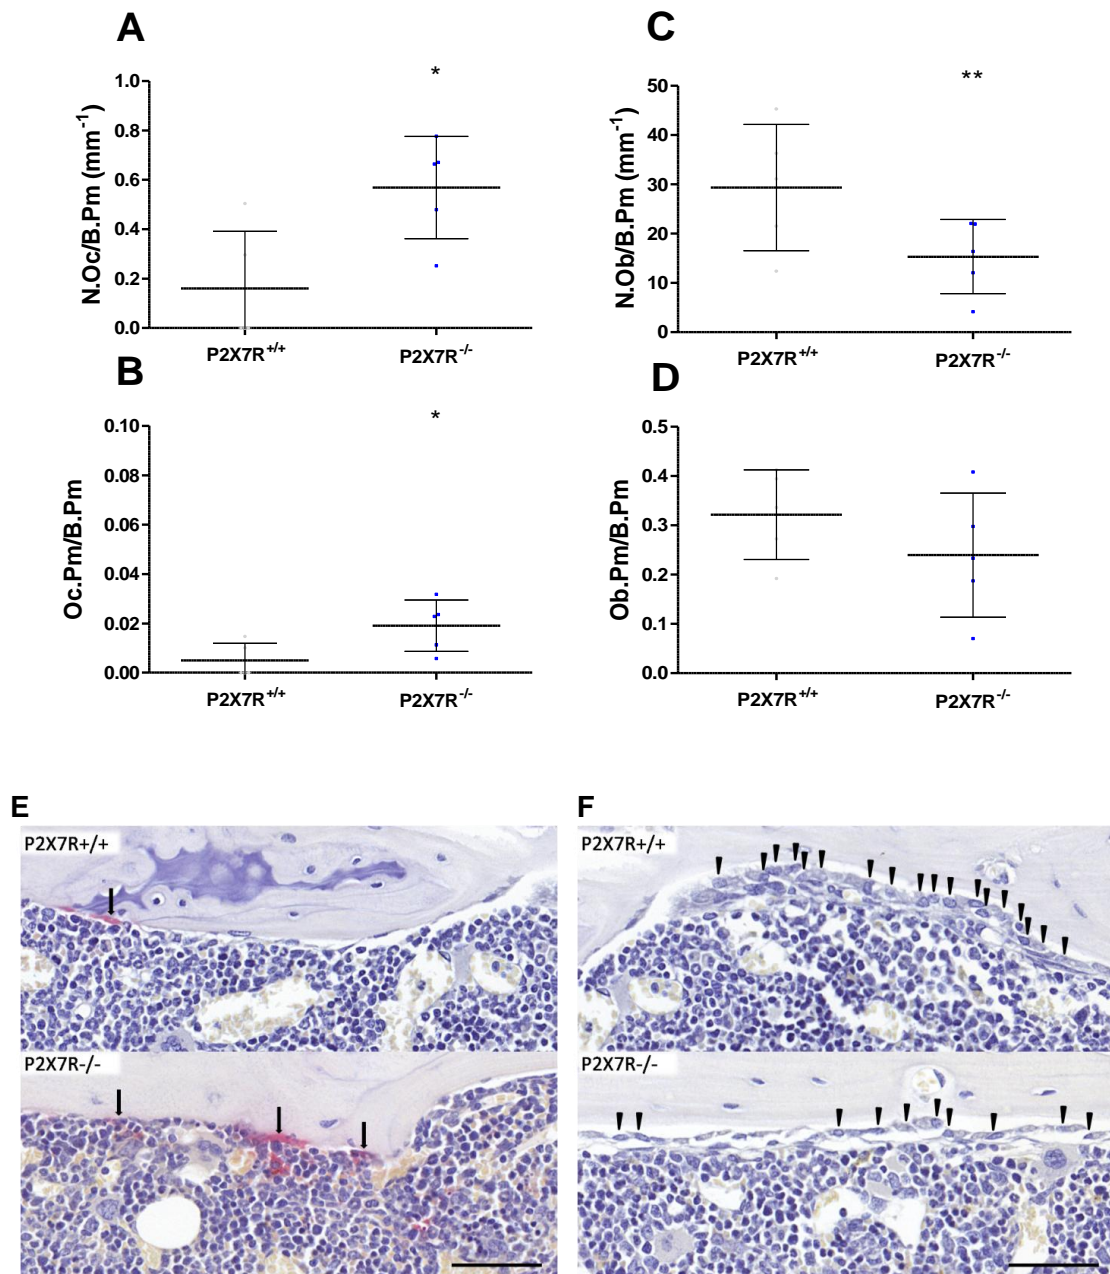 A
N.Oc/B.Pm (mm⁻¹)
1.0
0.8
0.6
0.4
0.2
0.0
*
P2X7R+/+
P2X7R-/-
C
N.Ob/B.Pm (mm⁻¹)
50
40
30
20
10
0
**
P2X7R+/+
P2X7R-/-
B
Oc.Pm/B.Pm
0.10
0.08
0.06
0.04
0.02
0.00
*
P2X7R+/+
P2X7R-/-
D
Ob.Pm/B.Pm
0.5
0.4
0.3
0.2
0.1
0.0
P2X7R+/+
P2X7R-/-
E
P2X7R+/+
P2X7R-/-
F
P2X7R+/+
P2X7R-/-